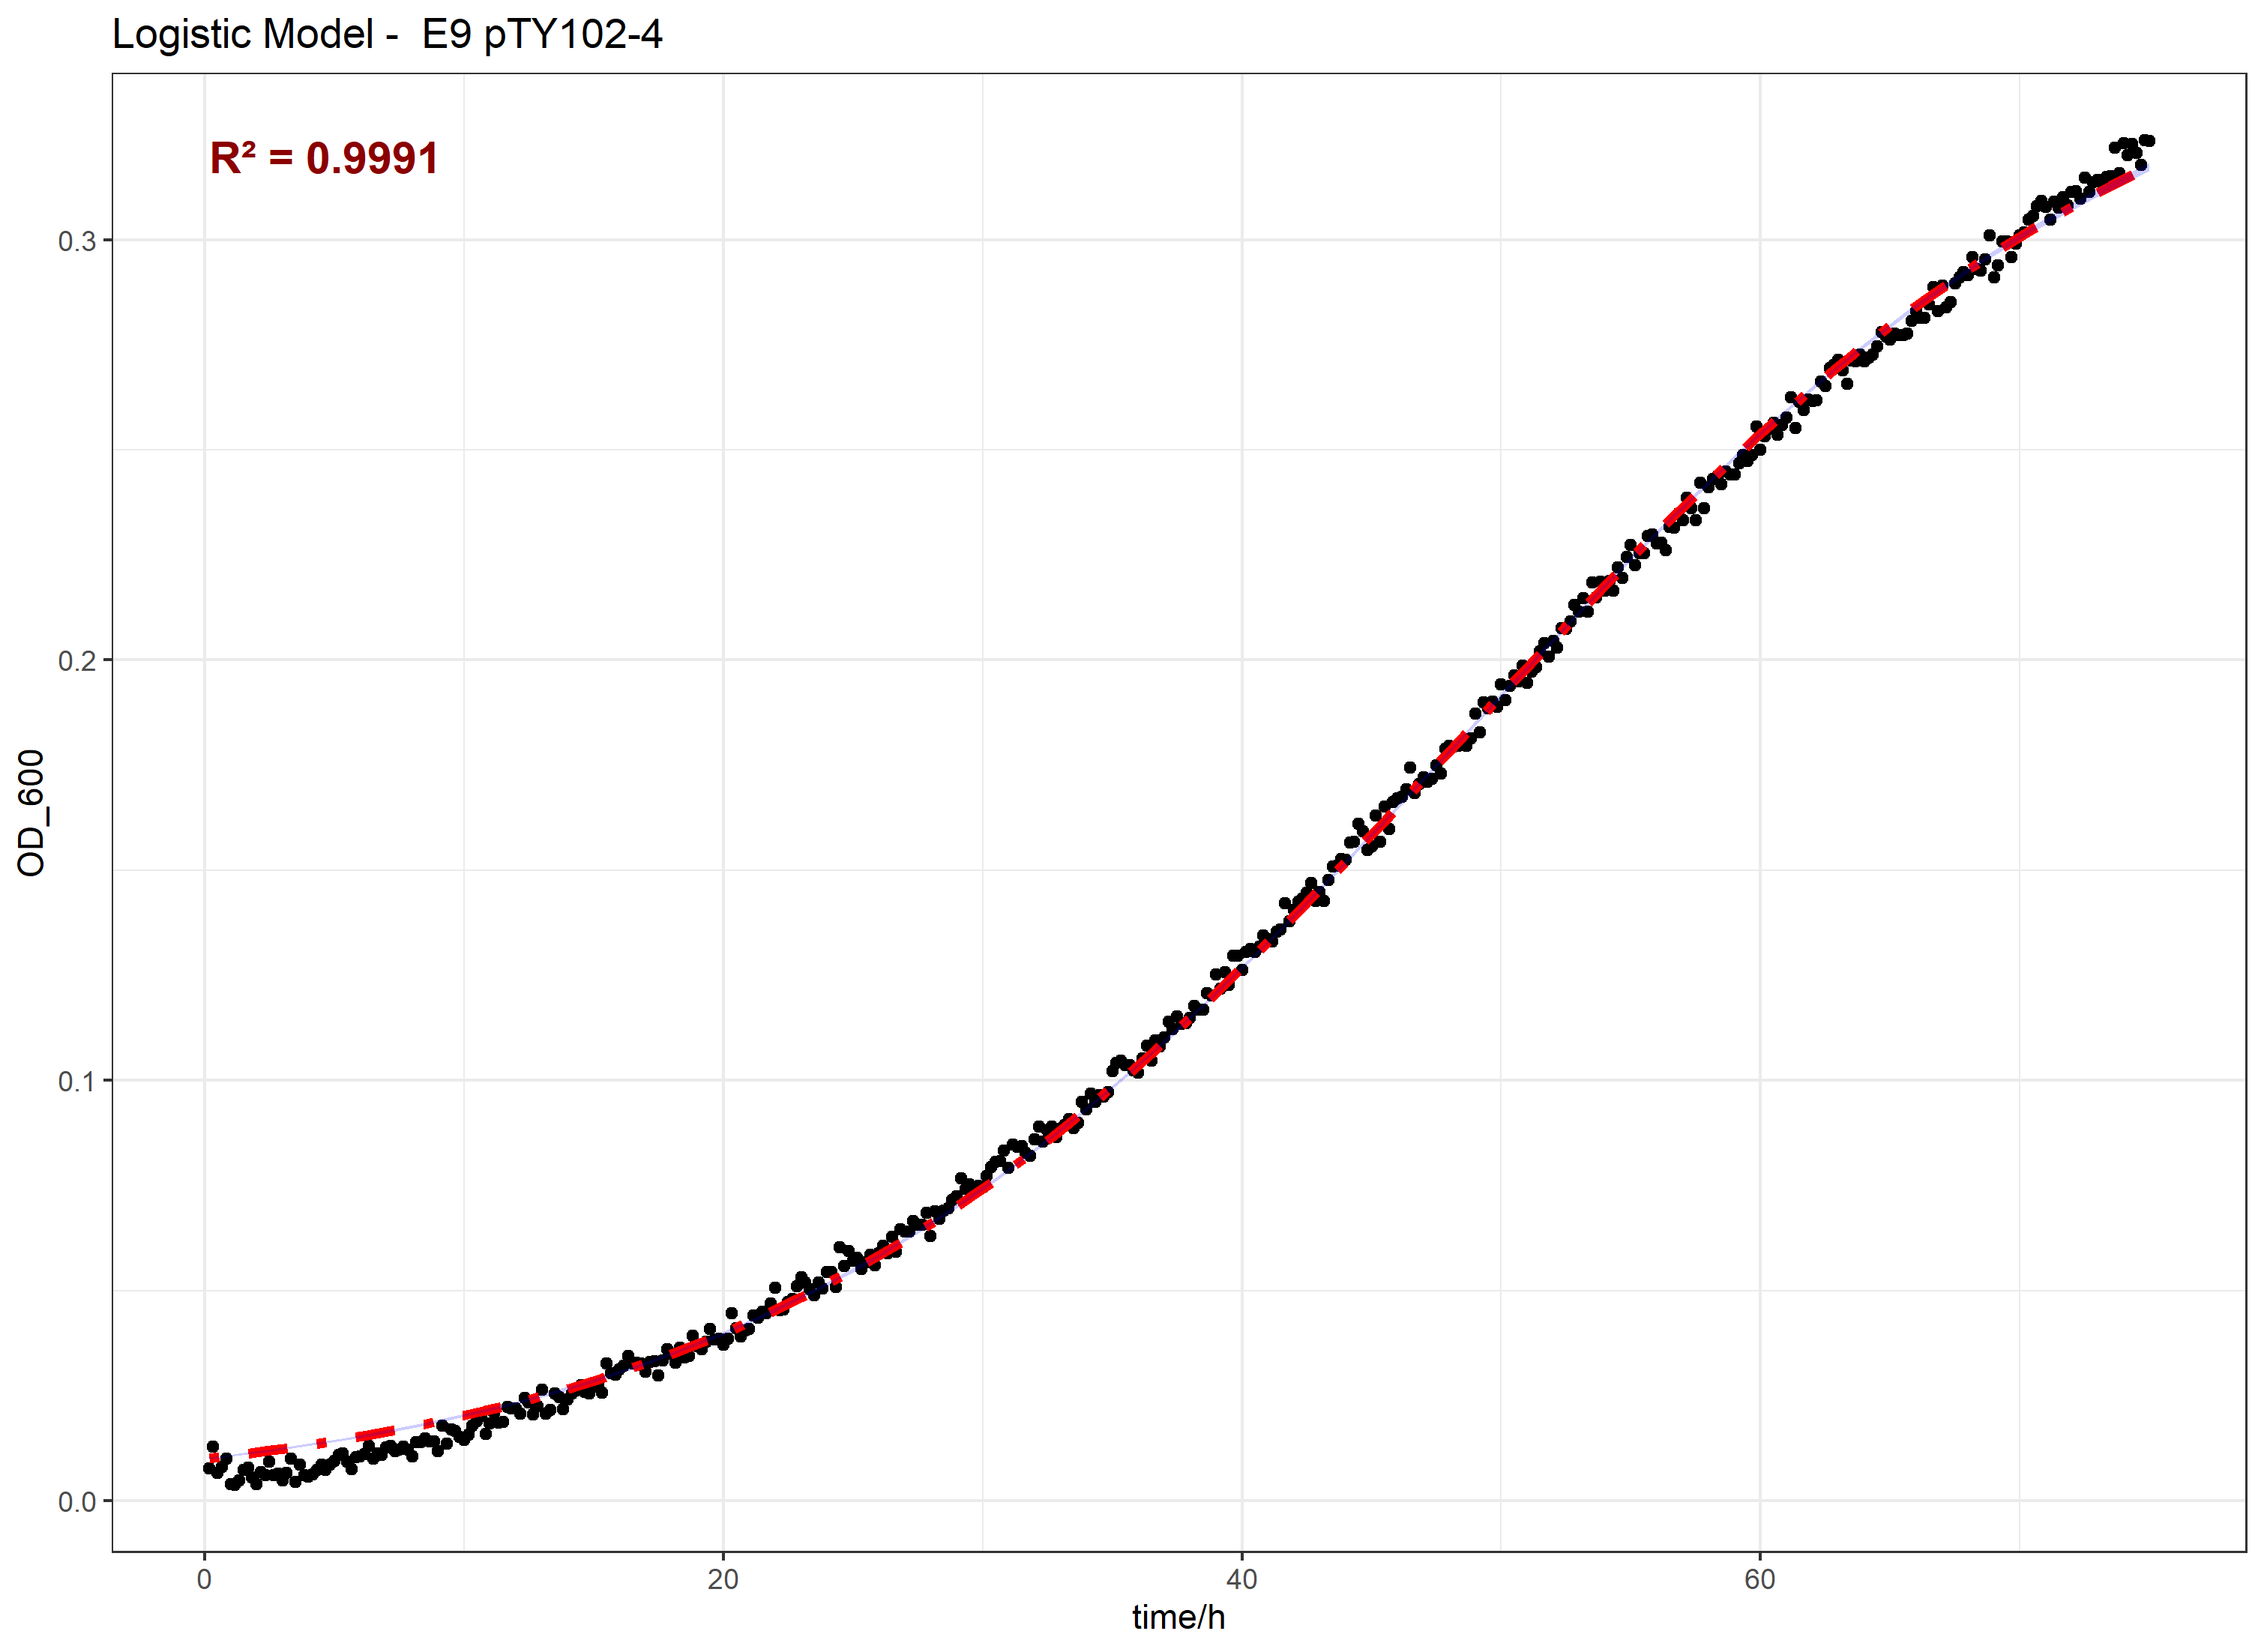 Logistic Model -  E9 pTY102-4
R² = 0.9991
0.3
0.2
0.1
0.0
OD_600
0 20 40 60
time/h